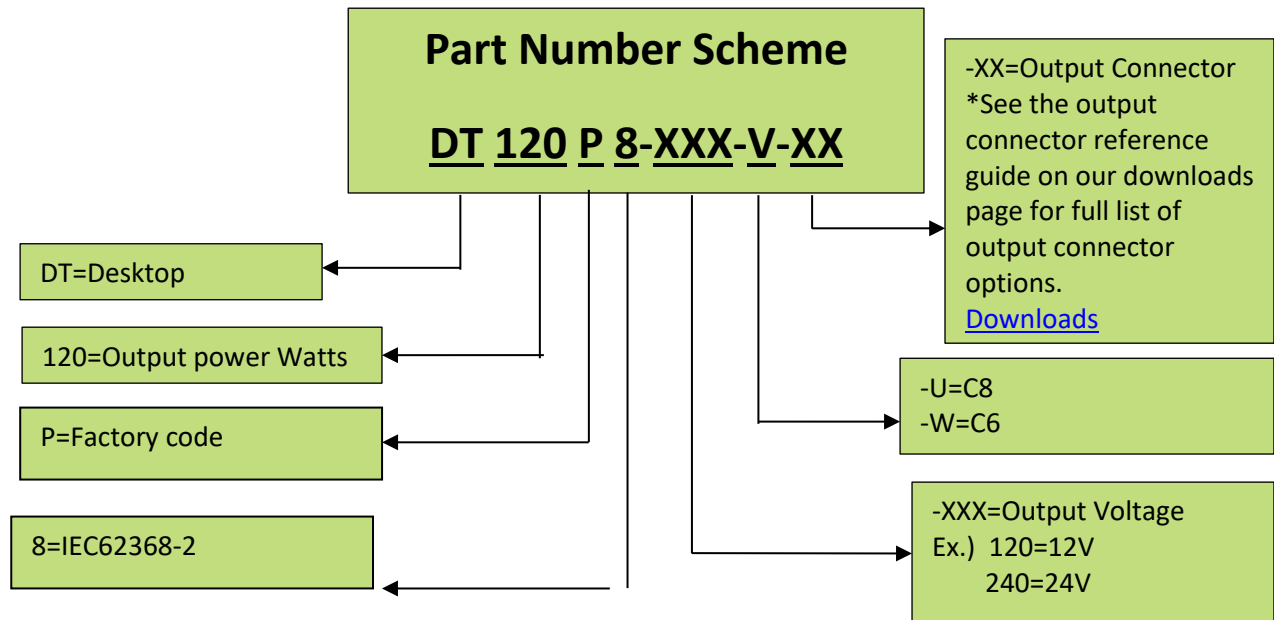 Part Number Scheme
DT 120 P 8-XXX-V-XX
-XX=Output Connector
*See the output
connector reference
guide on our downloads
page for full list of
output connector
options.
Downloads
DT=Desktop
120=Output power Watts
P=Factory code
8=IEC62368-2
-U=C8
-W=C6
-XXX=Output Voltage
Ex.) 120=12V
240=24V